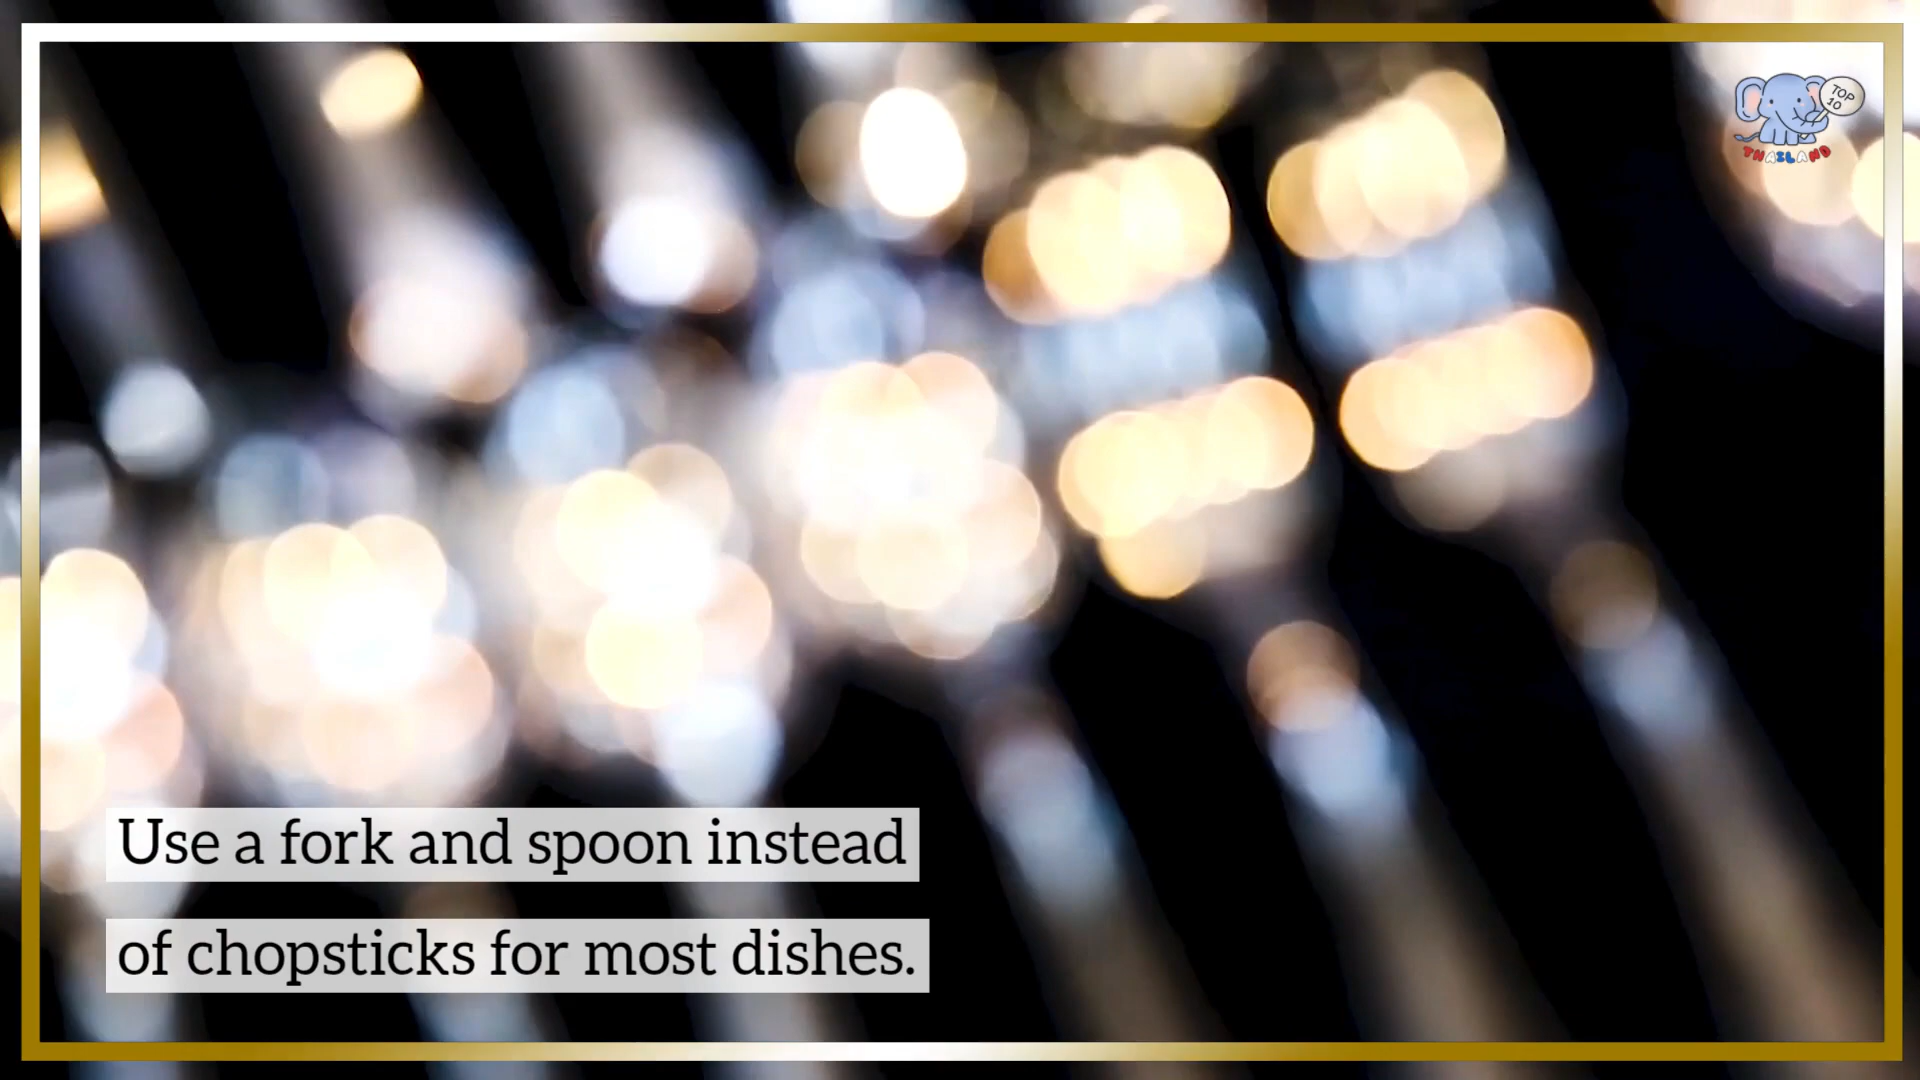 TOP
10
THAILAND
Use a fork and spoon instead
of chopsticks for most dishes.